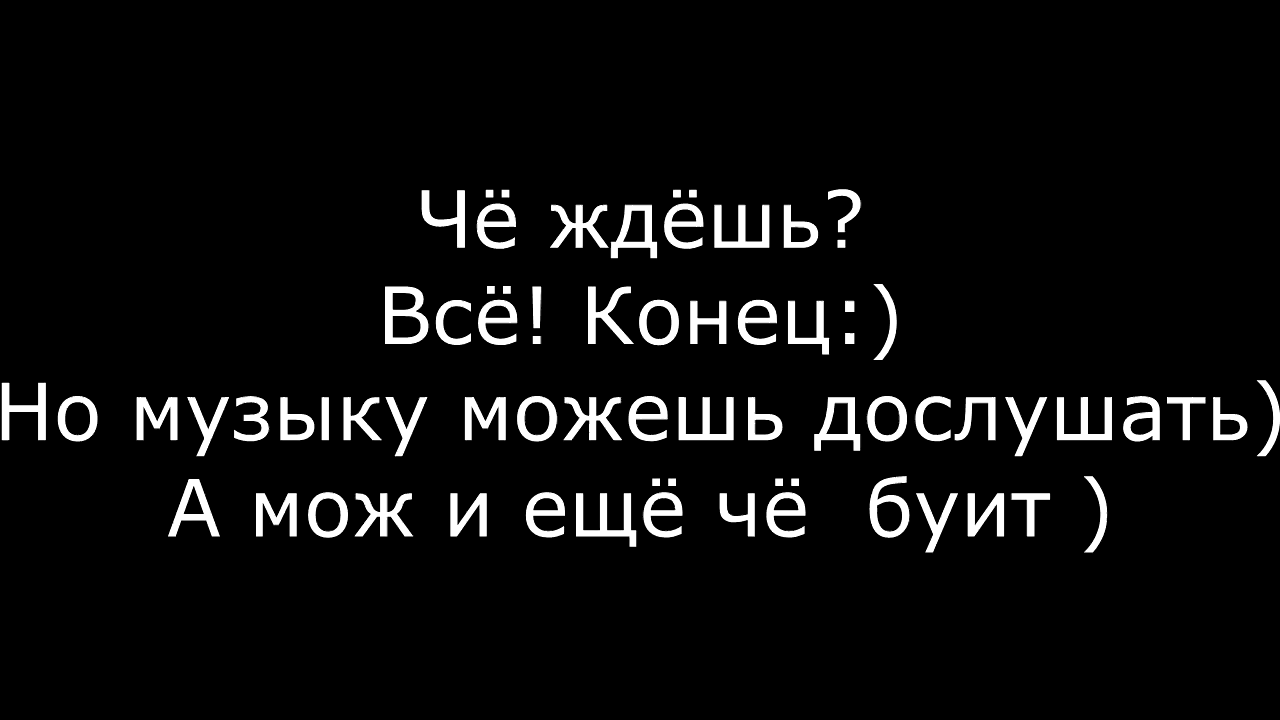 Чё ждёшь?
Всё! Конец:)
Но музыку можешь дослушать)
А мож и ещё чё  буит )